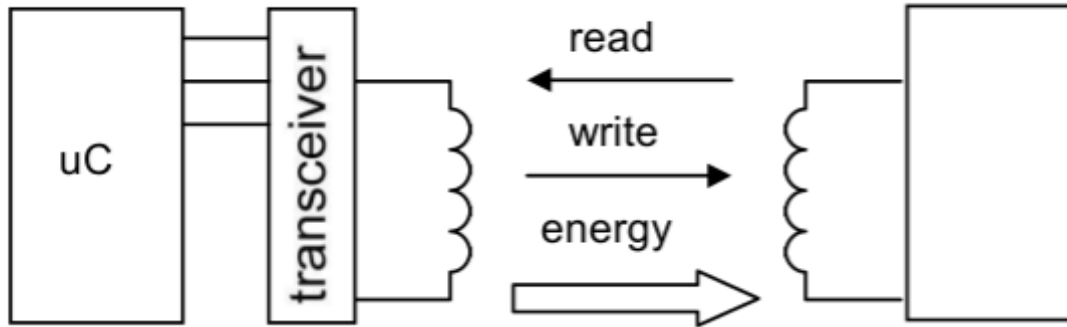 uC
transceiver
read
write
energy